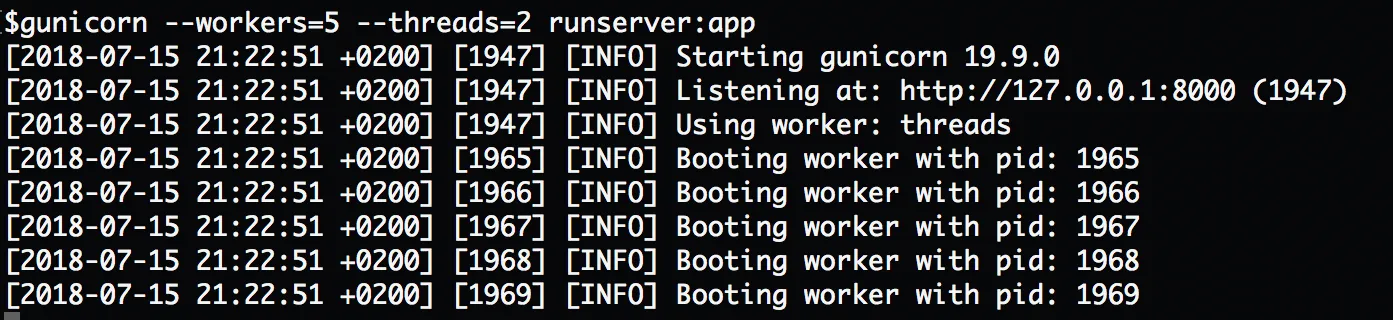 $gunicorn --workers=5 --threads=2 runserver:app
[2018-07-15 21:22:51 +0200] [1947] [INFO] Starting gunicorn 19.9.0
[2018-07-15 21:22:51 +0200] [1947] [INFO] Listening at: http://127.0.0.1:8000 (1947)
[2018-07-15 21:22:51 +0200] [1947] [INFO] Using worker: threads
[2018-07-15 21:22:51 +0200] [1965] [INFO] Booting worker with pid: 1965
[2018-07-15 21:22:51 +0200] [1966] [INFO] Booting worker with pid: 1966
[2018-07-15 21:22:51 +0200] [1967] [INFO] Booting worker with pid: 1967
[2018-07-15 21:22:51 +0200] [1968] [INFO] Booting worker with pid: 1968
[2018-07-15 21:22:51 +0200] [1969] [INFO] Booting worker with pid: 1969